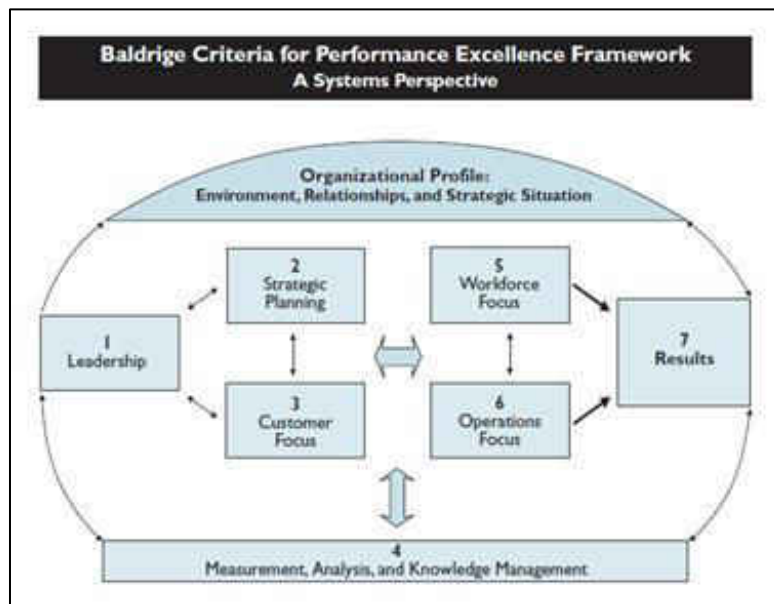 Baldrige Criteria for Performance Excellence Framework
A Systems Perspective
Organizational Profile:
Environment, Relationships, and Strategic Situation
2
Strategic
Planning
5
Workforce
Focus
1
Leadership
7
Results
3
Customer
Focus
6
Operations
Focus
4
Measurement, Analysis, and Knowledge Management